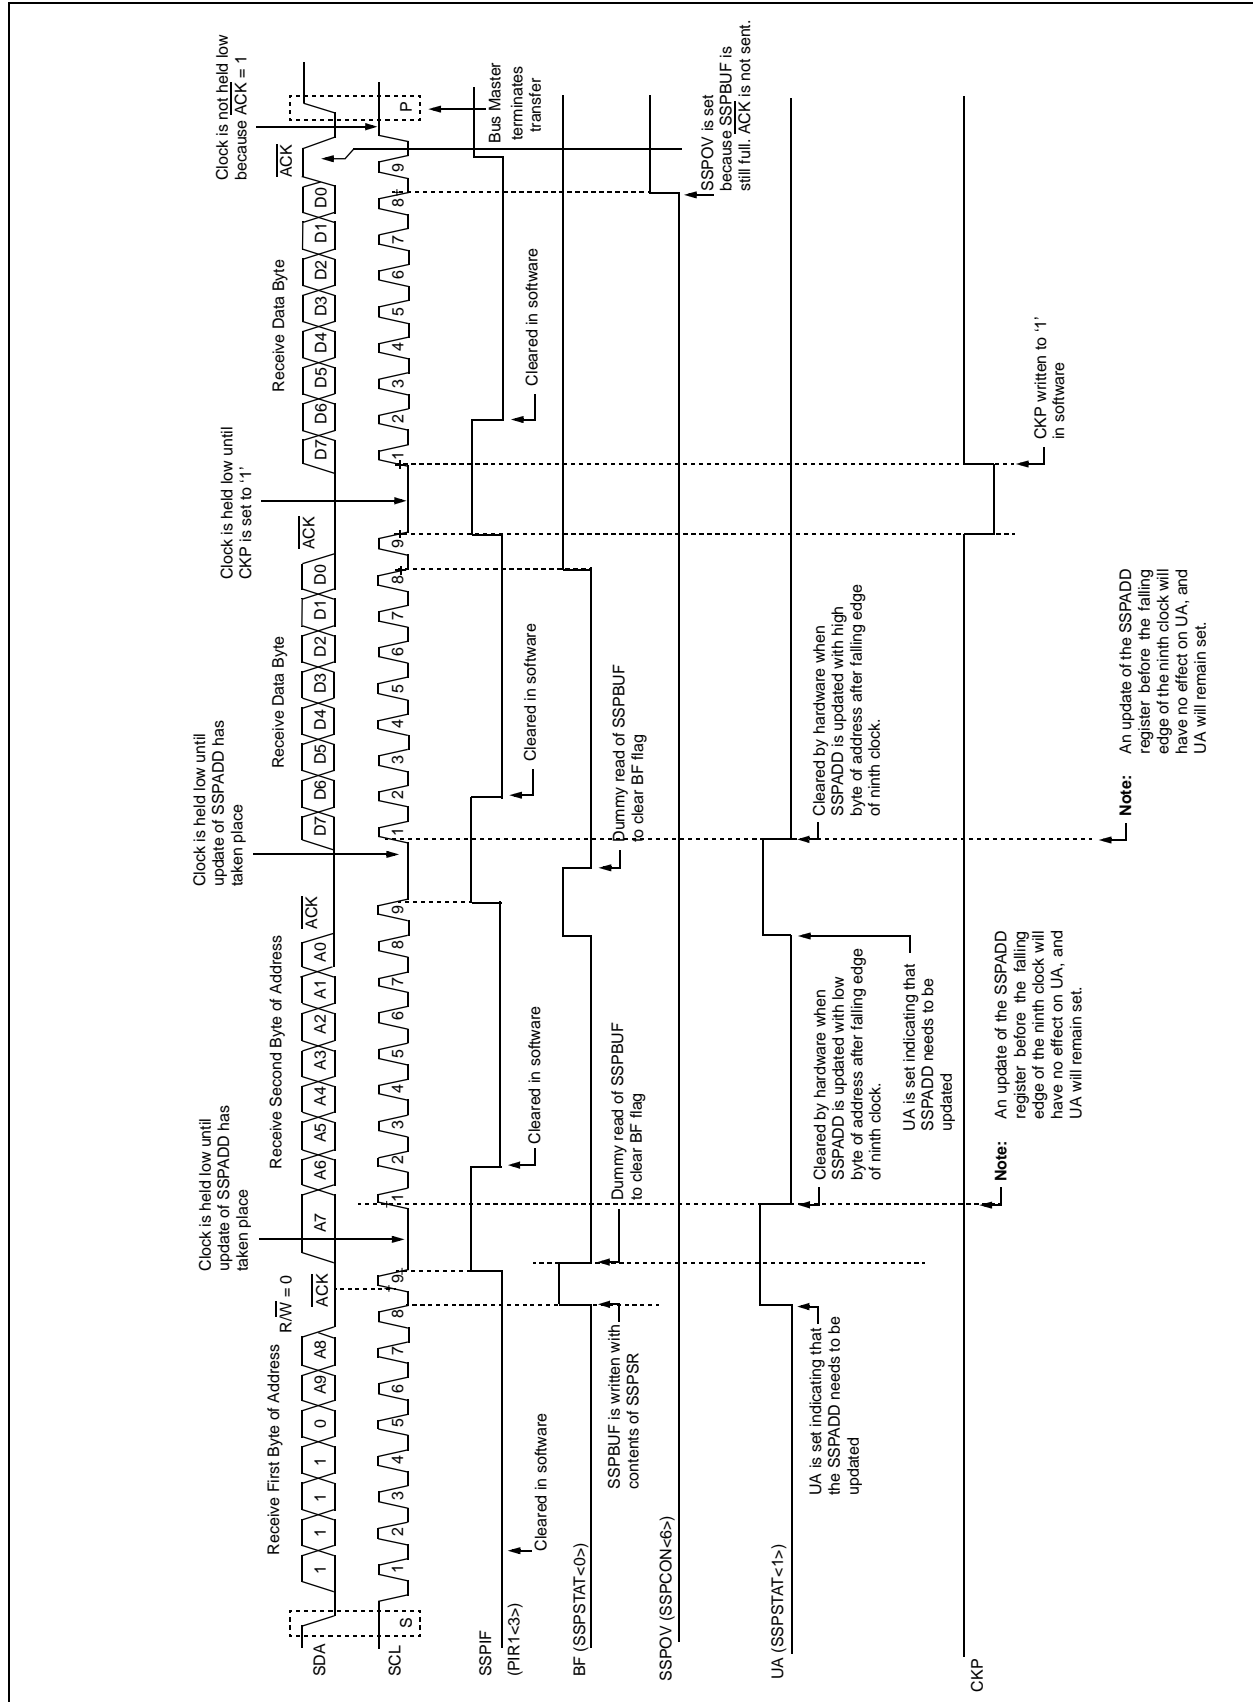 Receive First Byte of Address
R/W = 0
Receive Second Byte of Address
Receive Data Byte
Receive Data Byte
Clock is held low until
update of SSPADD has
taken place
Clock is held low until
update of SSPADD has
taken place
Clock is held low until
CKP is set to ‘1’
Clock is not held low
because ACK = 1
SDA
1
1
1
1
0
A9
A8
ACK
A7
A6
A5
A4
A3
A2
A1
A0
ACK
D7
D6
D5
D4
D3
D2
D1
D0
ACK
D7
D6
D5
D4
D3
D2
D1
D0
ACK
SCL
S
1
2
3
4
5
6
7
8
9
1
2
3
4
5
6
7
8
9
1
2
3
4
5
6
7
8
9
1
2
3
4
5
6
7
8
9
P
Bus Master
terminates
transfer
SSPIF
(PIR1<3>)
Cleared in software
Cleared in software
Cleared in software
Cleared in software
BF (SSPSTAT<0>)
SSPBUF is written with
contents of SSPSR
Dummy read of SSPBUF
to clear BF flag
Dummy read of SSPBUF
to clear BF flag
SSPOV (SSPCON<6>)
SSPOV is set
because SSPBUF is
still full. ACK is not sent.
UA (SSPSTAT<1>)
UA is set indicating that
the SSPADD needs to be
updated
Cleared by hardware when
SSPADD is updated with low
byte of address after falling edge
of ninth clock.
UA is set indicating that
SSPADD needs to be
updated
Cleared by hardware when
SSPADD is updated with high
byte of address after falling edge
of ninth clock.
CKP
CKP written to ‘1’
in software
Note: An update of the SSPADD
register before the falling
edge of the ninth clock will
have no effect on UA, and
UA will remain set.
Note: An update of the SSPADD
register before the falling
edge of the ninth clock will
have no effect on UA, and
UA will remain set.